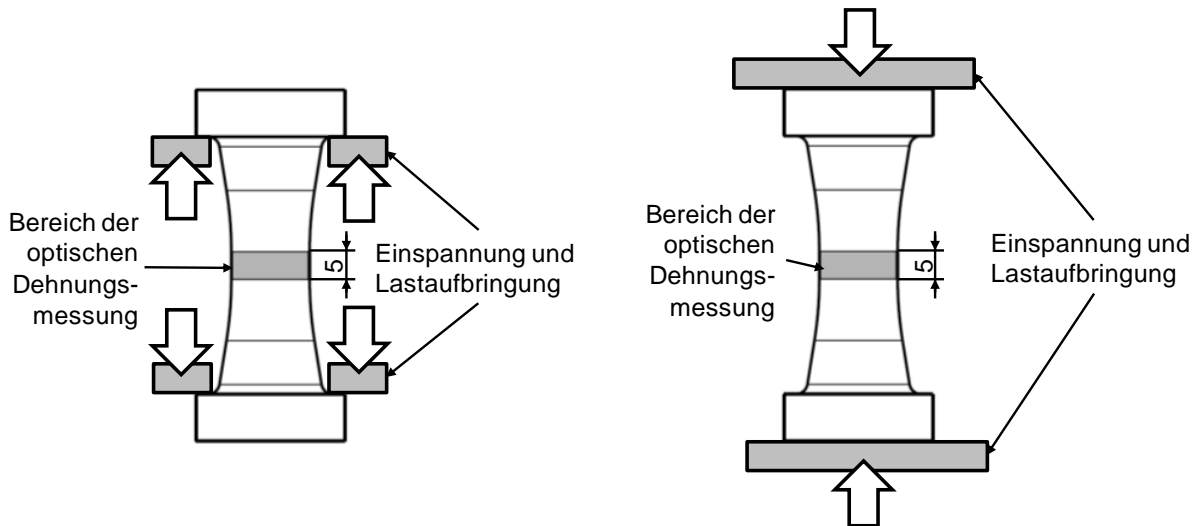 Bereich der
optischen
Dehnungs-
messung
5
Einspannung und
Lastaufbringung
Bereich der
optischen
Dehnungs-
messung
5
Einspannung und
Lastaufbringung